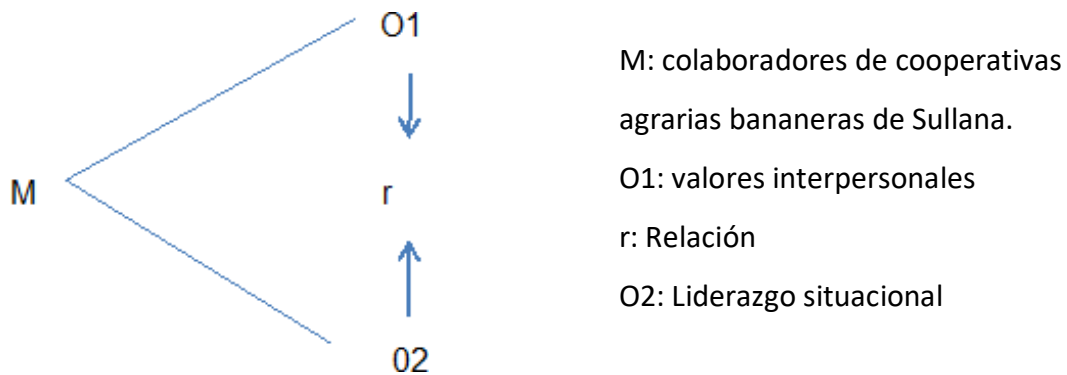 O1
M
r
02
M: colaboradores de cooperativas
agrarias bananeras de Sullana.
O1: valores interpersonales
r: Relación
O2: Liderazgo situacional